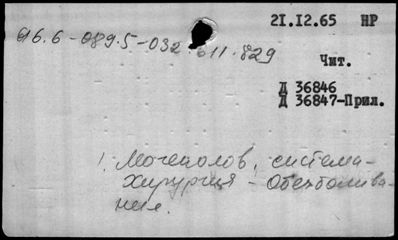 21.12.65 НР
616.6-089.5-032:611.829
Чит.
Д 36846
Д 36847-Прил.
1. Мочеполов. система-
Хирургия - Обезболива-
ние.